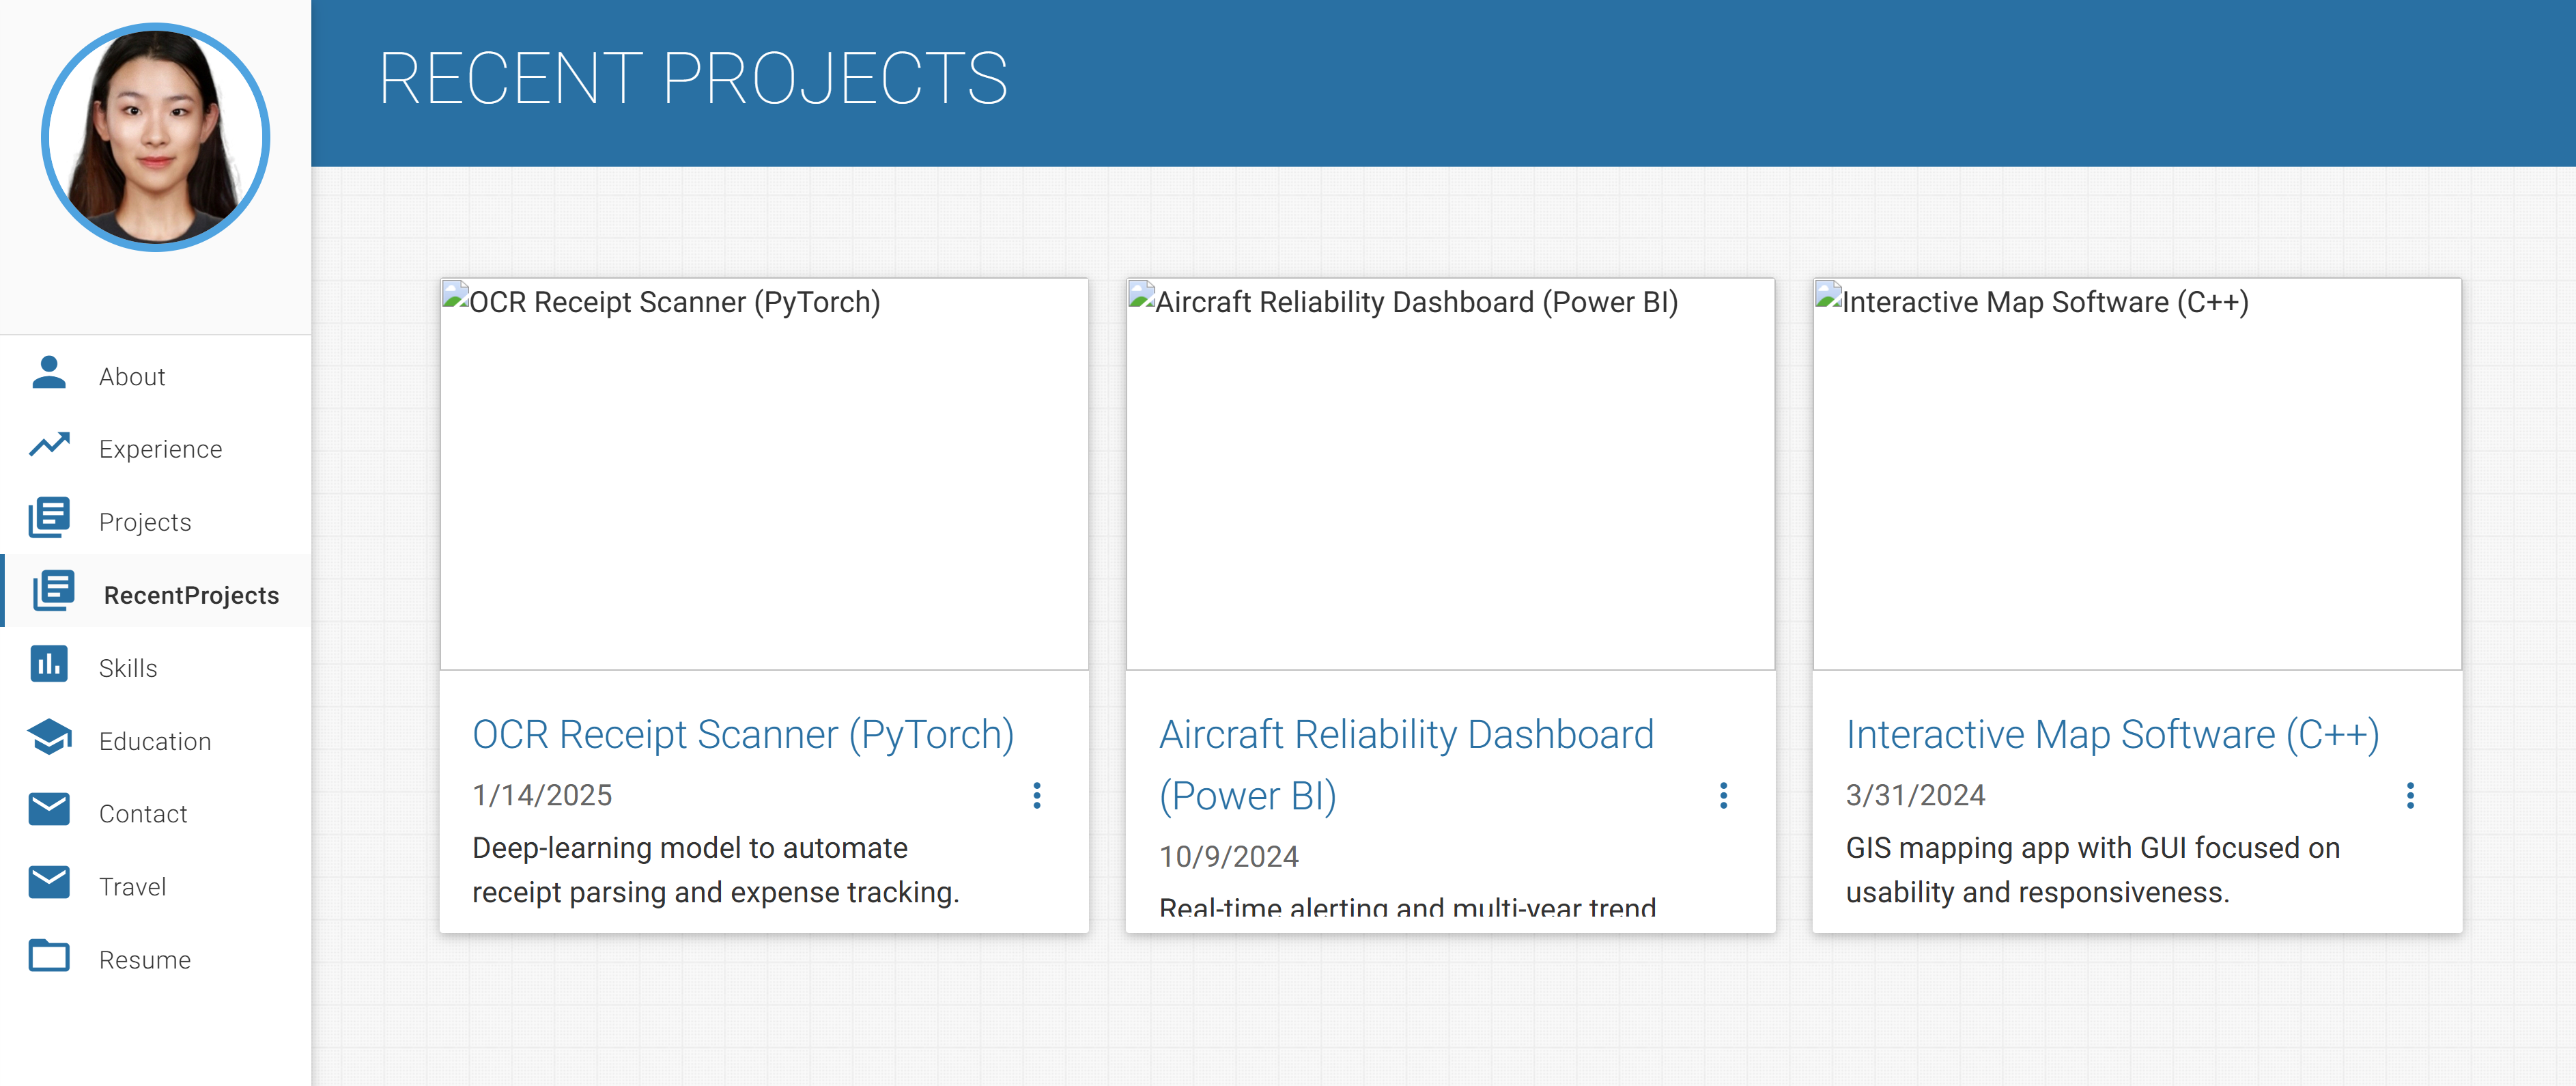 RECENT PROJECTS
About
Experience
Projects
RecentProjects
Skills
Education
Contact
Travel
Resume
OCR Receipt Scanner (PyTorch)
OCR Receipt Scanner (PyTorch)
1/14/2025
Deep-learning model to automate
receipt parsing and expense tracking.
Aircraft Reliability Dashboard (Power BI)
Aircraft Reliability Dashboard
(Power BI)
10/9/2024
Real-time alerting and multi-year trend
Interactive Map Software (C++)
Interactive Map Software (C++)
3/31/2024
GIS mapping app with GUI focused on
usability and responsiveness.